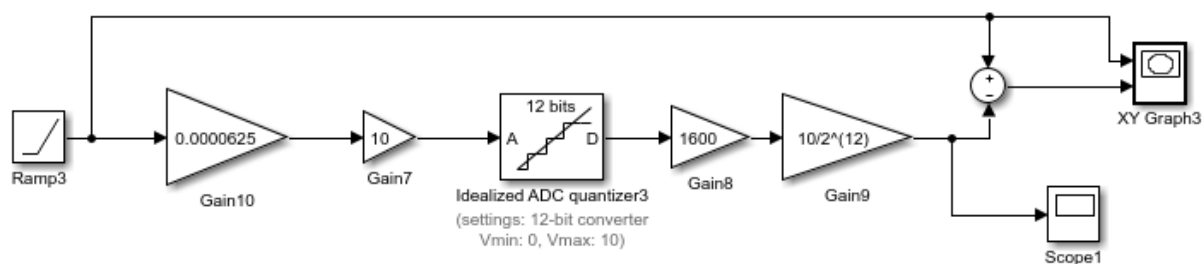 12 bits
+
−
XY Graph3
0.0000625
10
A
D
1600
10/2^(12)
Ramp3
Gain10
Gain7
Idealized ADC quantizer3
(settings: 12-bit converter
Vmin: 0, Vmax: 10)
Gain8
Gain9
Scope1